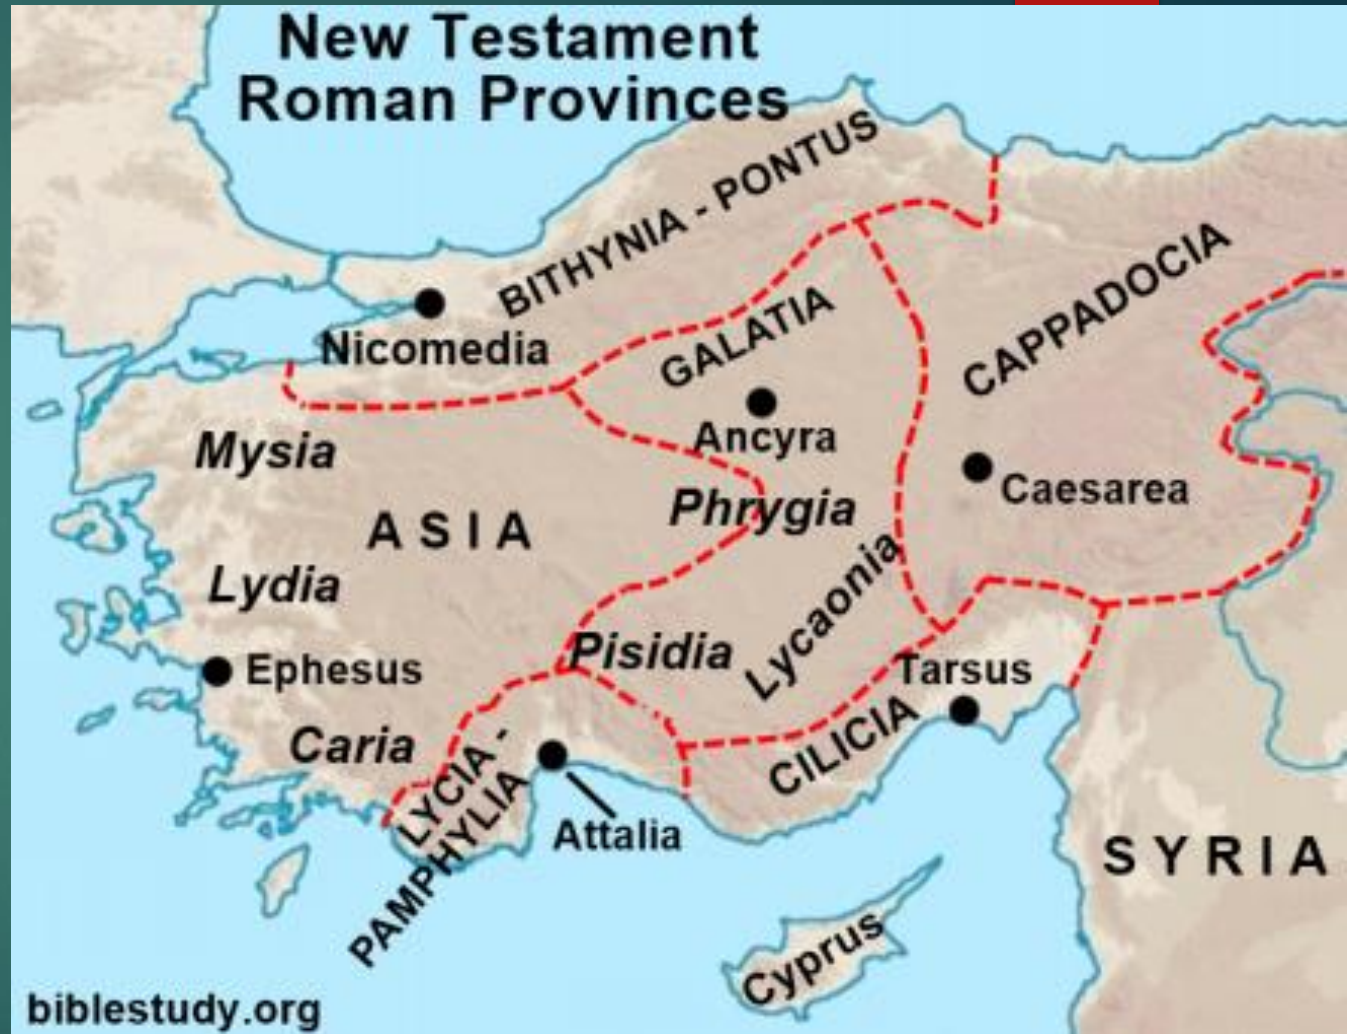 New Testament
Roman Provinces
BITHYNIA - PONTUS
Nicomedia
GALATIA
CAPPADOCIA
Ancyra
Mysia
Caesarea
Phrygia
ASIA
Lydia
Lycaonia
Pisidia
Ephesus
Tarsus
Caria
CILICIA
LYCIA -
PAMPHYLIA
Attalia
SYRIA
Cyprus
biblestudy.org